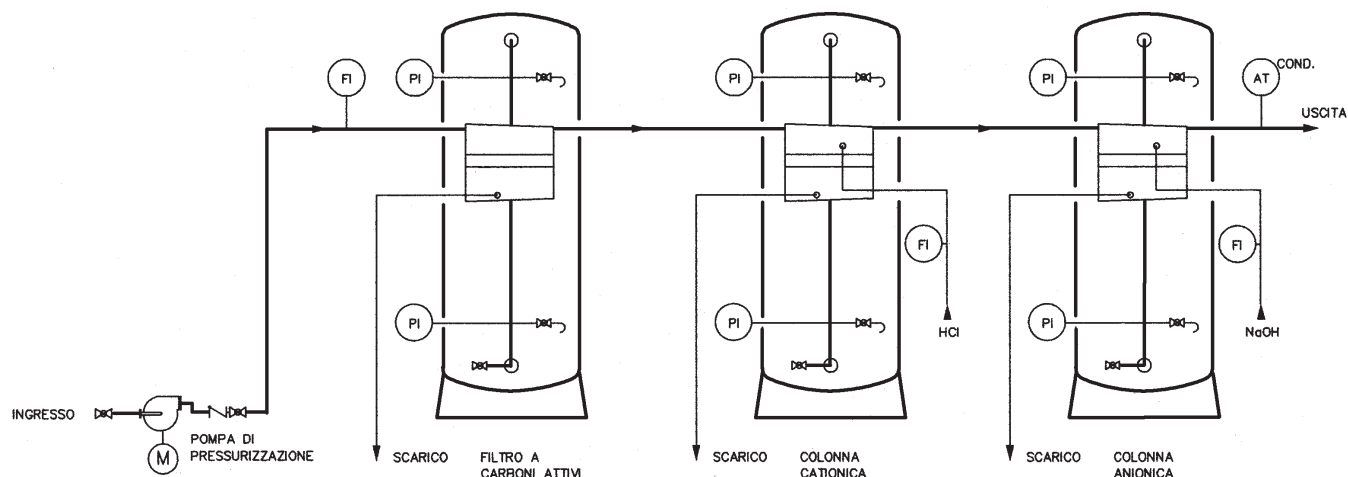 FI
PI
PI
PI
AT
COND.
USCITA
FI
FI
PI
PI
PI
HCl
NaOH
INGRESSO
M
POMPA DI
PRESSURIZZAZIONE
SCARICO
FILTRO A
CARBONI ATTIVI
SCARICO
COLONNA
CATIONICA
SCARICO
COLONNA
ANIONICA